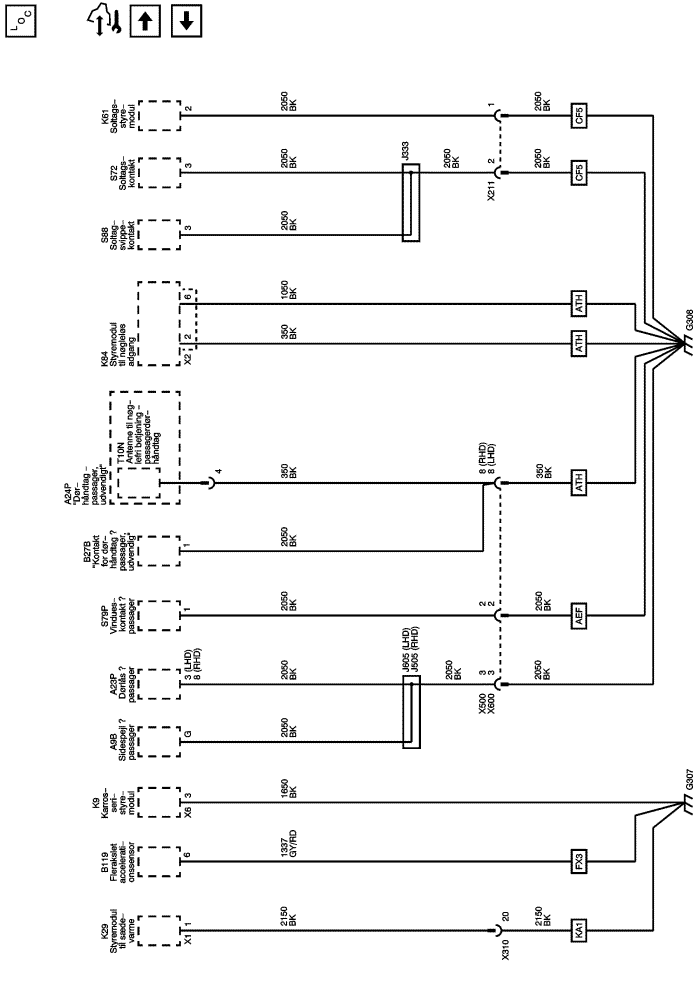 LOC
K61
Soltags–
styre–
modul
2
2050
BK
1
2050
BK
CF5
S72
Soltags–
kontakt
3
2050
BK
J333
2050
BK
2
X211
2050
BK
CF5
S8B
Soltag–
svippe–
kontakt
3
2050
BK
K84
Styremodul
til nøgleløs
adgang
6
1050
BK
ATH
2
X2
350
BK
ATH
G308
A24P
"Dør–
håndtag –
passager,
udvendigt"
T10N
Antenne til nøg–
lefri betjening –
passagerdør–
håndtag
4
350
BK
8 (RHD)
8 (LHD)
350
BK
ATH
B27B
"Kontakt
for dør–
håndtag ?
passager,
udvendig"
1
2050
BK
S79P
Vindues–
kontakt ?
passager
1
2050
BK
2
2
2050
BK
AEF
A23P
Dørlås ?
passager
3 (LHD)
8 (RHD)
2050
BK
J605 (LHD)
J505 (RHD)
2050
BK
3
3
X500
X600
2050
BK
A9B
Sidespejl ?
passager
G
2050
BK
K9
Karros–
seri–
styre–
modul
3
X6
1650
BK
G307
B119
Flerakslet
accelerati–
onssensor
6
1337
GY/RD
FX3
K29
Styremodul
til sæde–
varme
1
X1
2150
BK
20
X310
2150
BK
KA1